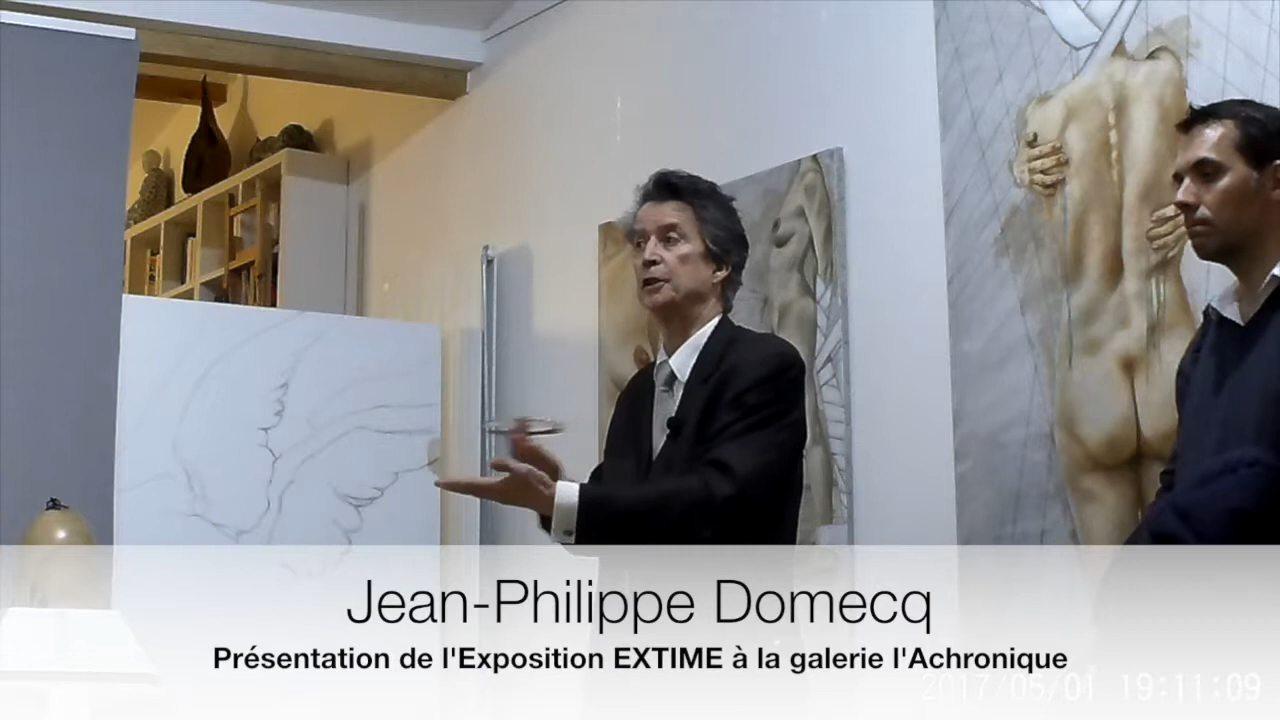 Jean-Philippe Domecq
Présentation de l'Exposition EXTIME à la galerie l'Achronique
2017/05/01 19:11:09